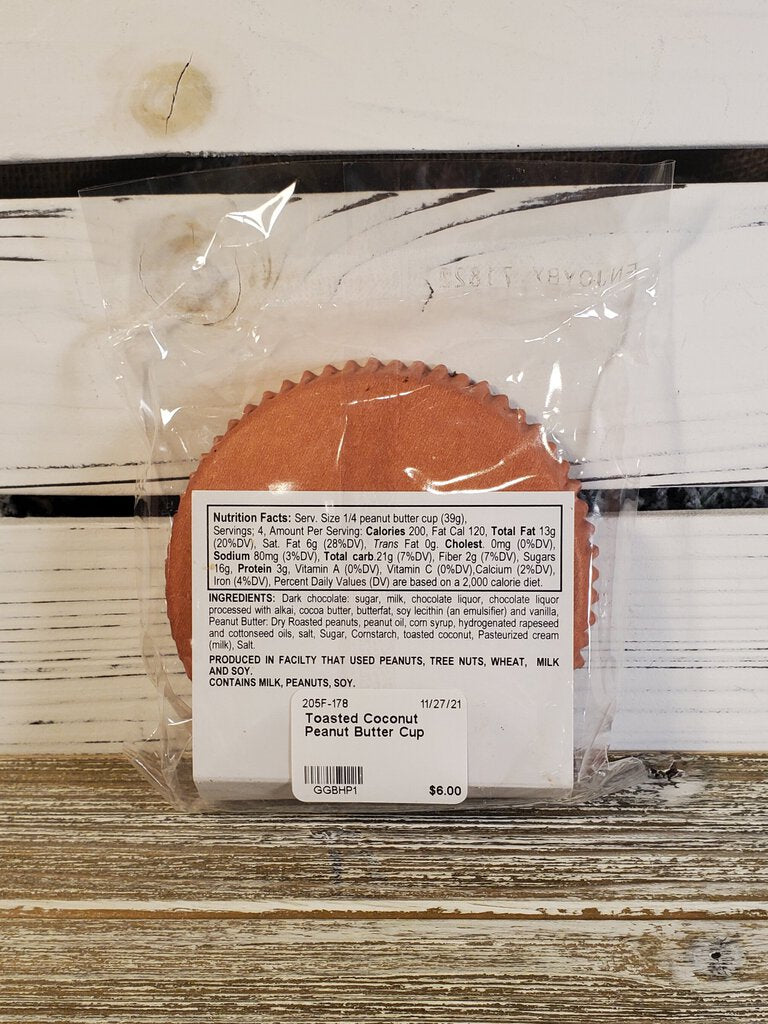 ENJOYBY 71822
Nutrition Facts: Serv. Size 1/4 peanut butter cup (39g),
Servings; 4, Amount Per Serving: Calories 200, Fat Cal 120, Total Fat 13g
(20%DV), Sat. Fat 6g (28%DV), Trans Fat 0g, Cholest. 0mg (0%DV),
Sodium 80mg (3%DV), Total carb.21g (7%DV), Fiber 2g (7%DV), Sugars
16g, Protein 3g, Vitamin A (0%DV), Vitamin C (0%DV),Calcium (2%DV),
Iron (4%DV), Percent Daily Values (DV) are based on a 2,000 calorie diet.
INGREDIENTS: Dark chocolate: sugar, milk, chocolate liquor, chocolate liquor
processed with alkai, cocoa butter, butterfat, soy lecithin (an emulsifier) and vanilla,
Peanut Butter: Dry Roasted peanuts, peanut oil, corn syrup, hydrogenated rapeseed
and cottonseed oils, salt, Sugar, Cornstarch, toasted coconut, Pasteurized cream
(milk), Salt.
PRODUCED IN FACILTY THAT USED PEANUTS, TREE NUTS, WHEAT, MILK
AND SOY.
CONTAINS MILK, PEANUTS, SOY.
205F-178 11/27/21
Toasted Coconut
Peanut Butter Cup
GGBHP1 $6.00